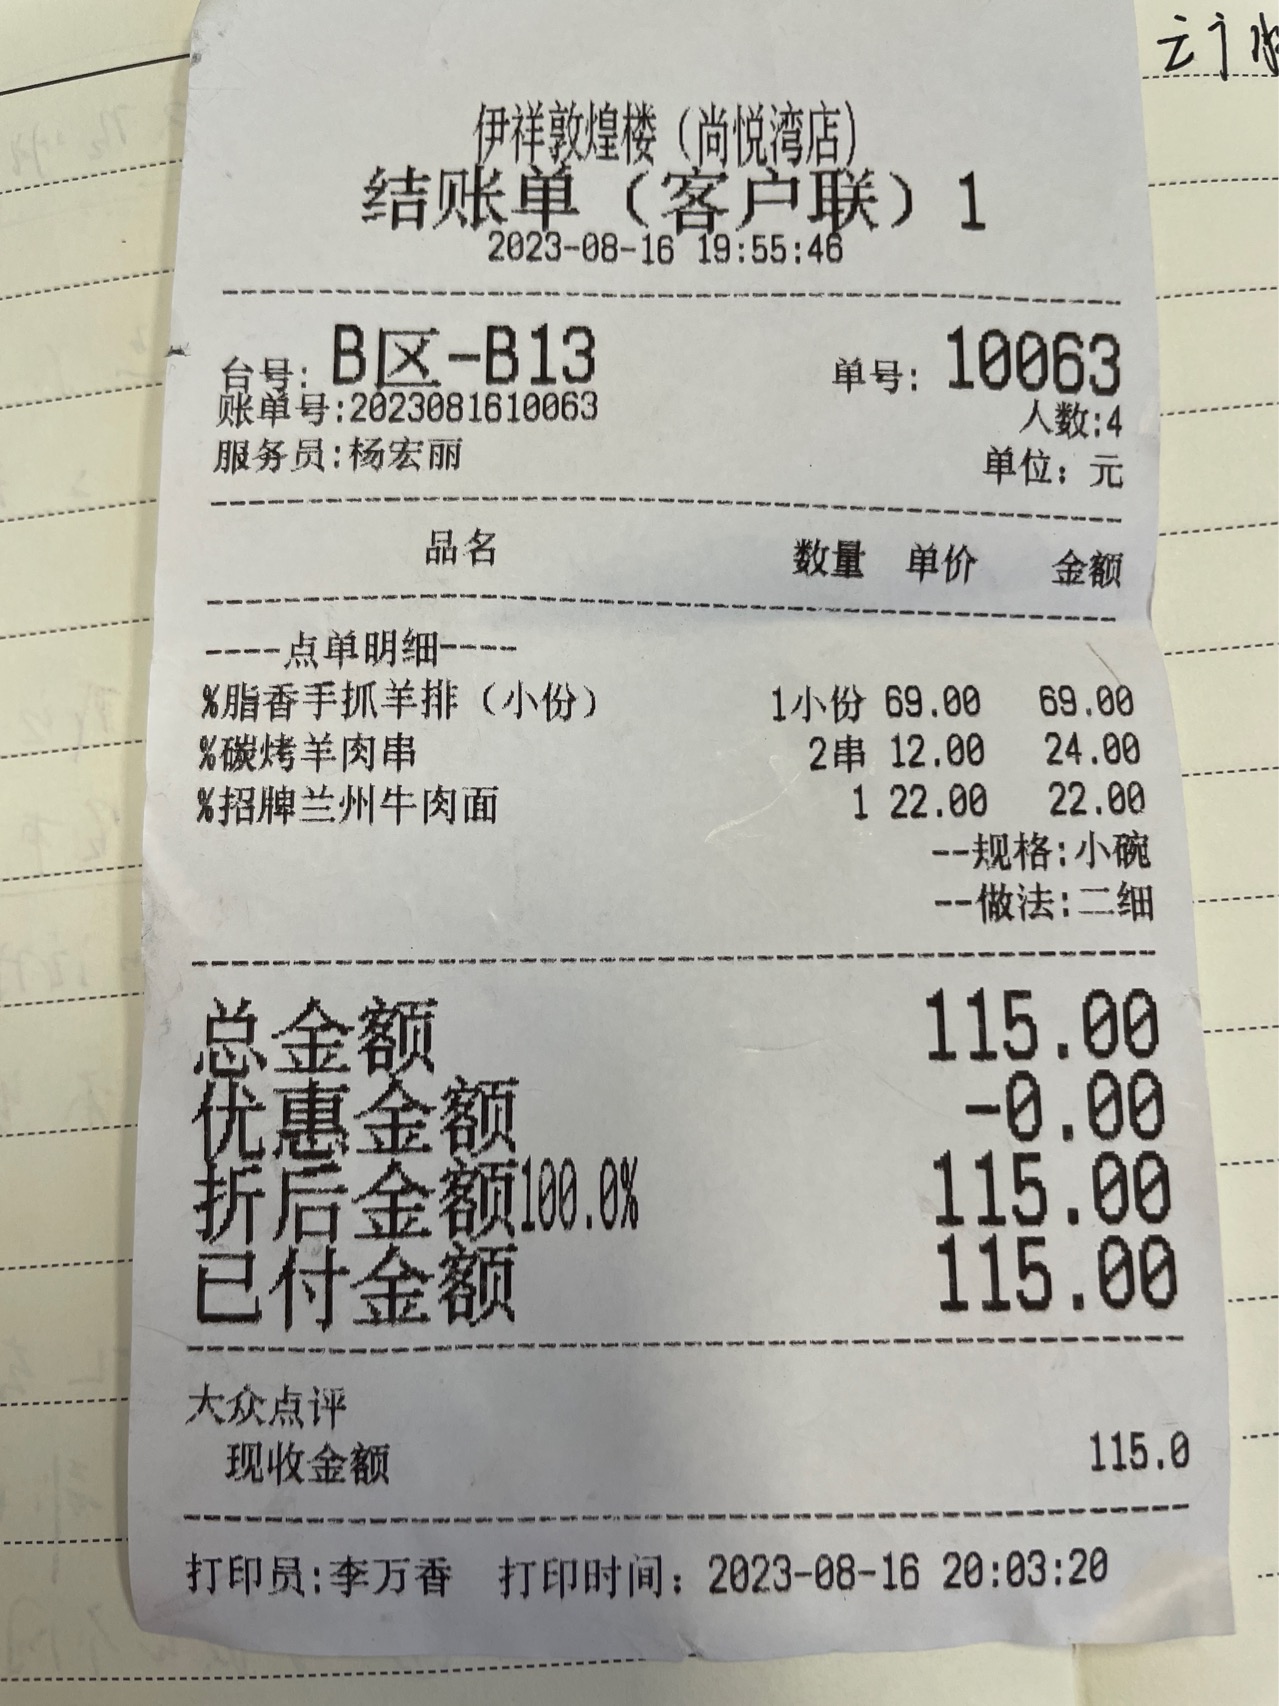 伊祥敦煌楼（尚悦湾店）
结账单（客户联）1
2023-08-16 19:55:46
台号: B区-B13 单号: 10063
账单号:2023081610063 人数:4
服务员:杨宏丽 单位: 元
品名 数量 单价 金额
----点单明细----
%脂香手抓羊排（小份） 1小份 69.00 69.00
%碳烤羊肉串 2串 12.00 24.00
%招牌兰州牛肉面 1 22.00 22.00
--规格:小碗
--做法:二细
总金额 115.00
优惠金额 -0.00
折后金额100.0% 115.00
已付金额 115.00
大众点评
现收金额 115.0
打印员:李万香 打印时间: 2023-08-16 20:03:20